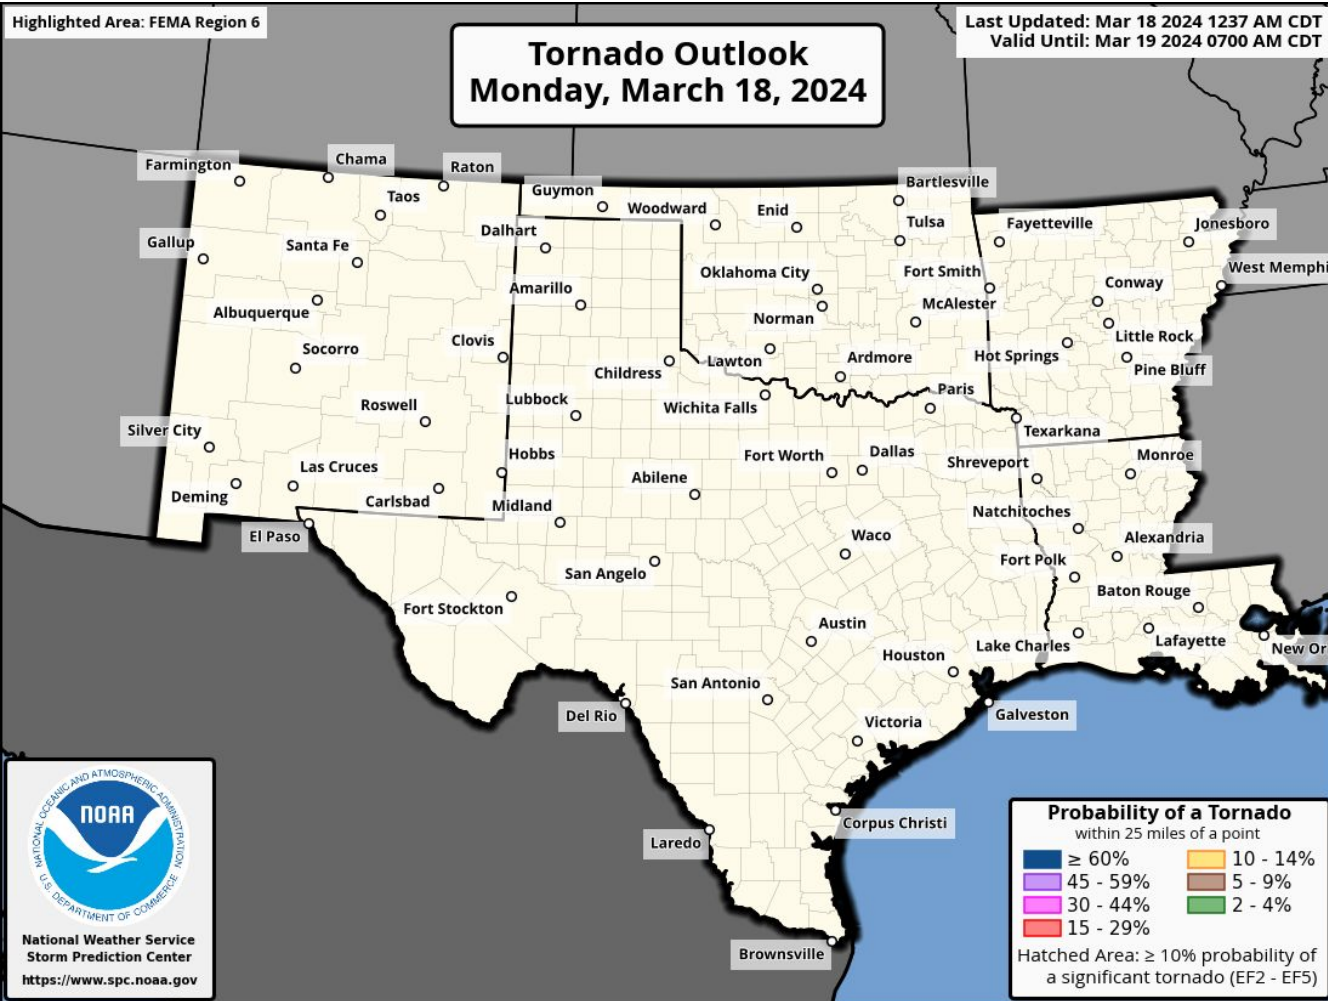 Highlighted Area: FEMA Region 6
Last Updated: Mar 18 2024 1237 AM CDT
Valid Until: Mar 19 2024 0700 AM CDT
Tornado Outlook
Monday, March 18, 2024
Farmington
Chama
Raton
Taos
Guymon
Woodward
Enid
Bartlesville
Tulsa
Fayetteville
Jonesboro
Gallup
Santa Fe
Dalhart
Oklahoma City
Fort Smith
West Memphi
Albuquerque
Amarillo
Norman
McAlester
Conway
Socorro
Clovis
Childress
Lawton
Ardmore
Hot Springs
Little Rock
Pine Bluff
Roswell
Lubbock
Wichita Falls
Paris
Texarkana
Silver City
Las Cruces
Hobbs
Abilene
Fort Worth
Dallas
Shreveport
Monroe
Deming
Carlsbad
Midland
Natchitoches
El Paso
Waco
Alexandria
San Angelo
Fort Polk
Fort Stockton
Baton Rouge
Austin
Lake Charles
Lafayette
New Or
Houston
San Antonio
Del Rio
Victoria
Galveston
Laredo
Corpus Christi
Brownsville
NATIONAL OCEANIC AND ATMOSPHERIC ADMINISTRATION
NOAA
U.S. DEPARTMENT OF COMMERCE
National Weather Service
Storm Prediction Center
https://www.spc.noaa.gov
Probability of a Tornado
within 25 miles of a point
≥ 60%
45 - 59%
30 - 44%
15 - 29%
10 - 14%
5 - 9%
2 - 4%
Hatched Area: ≥ 10% probability of
a significant tornado (EF2 - EF5)